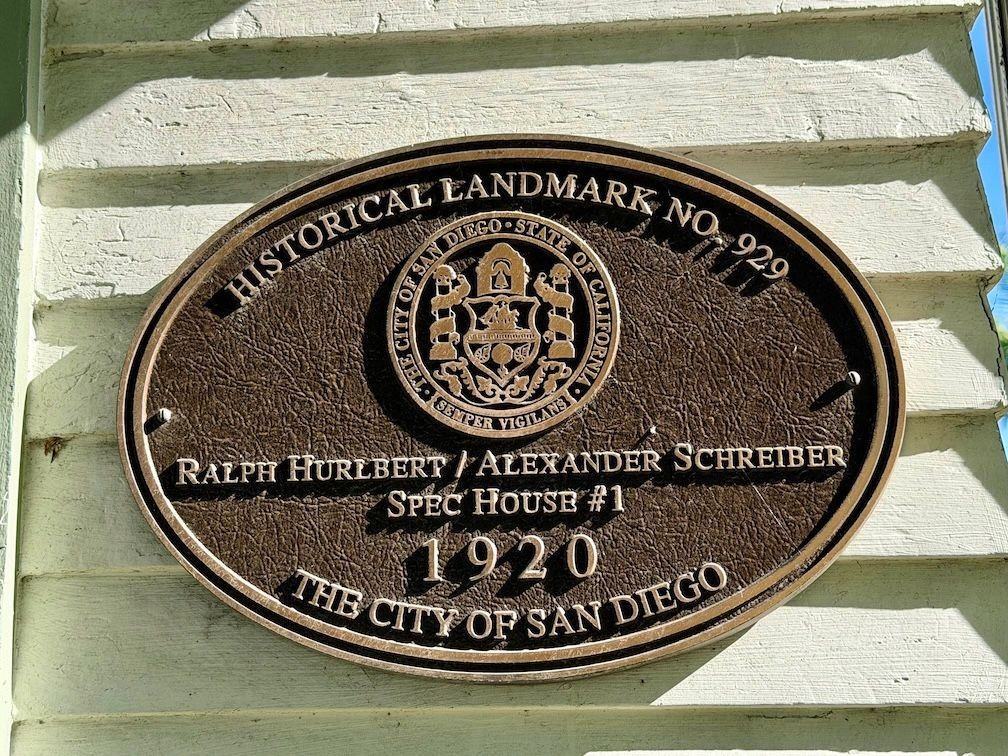 HISTORICAL LANDMARK NO. 929
THE CITY OF SAN DIEGO • STATE OF CALIFORNIA
SEMPER VIGILANS
RALPH HURLBERT / ALEXANDER SCHREIBER
SPEC HOUSE #1
1920
THE CITY OF SAN DIEGO